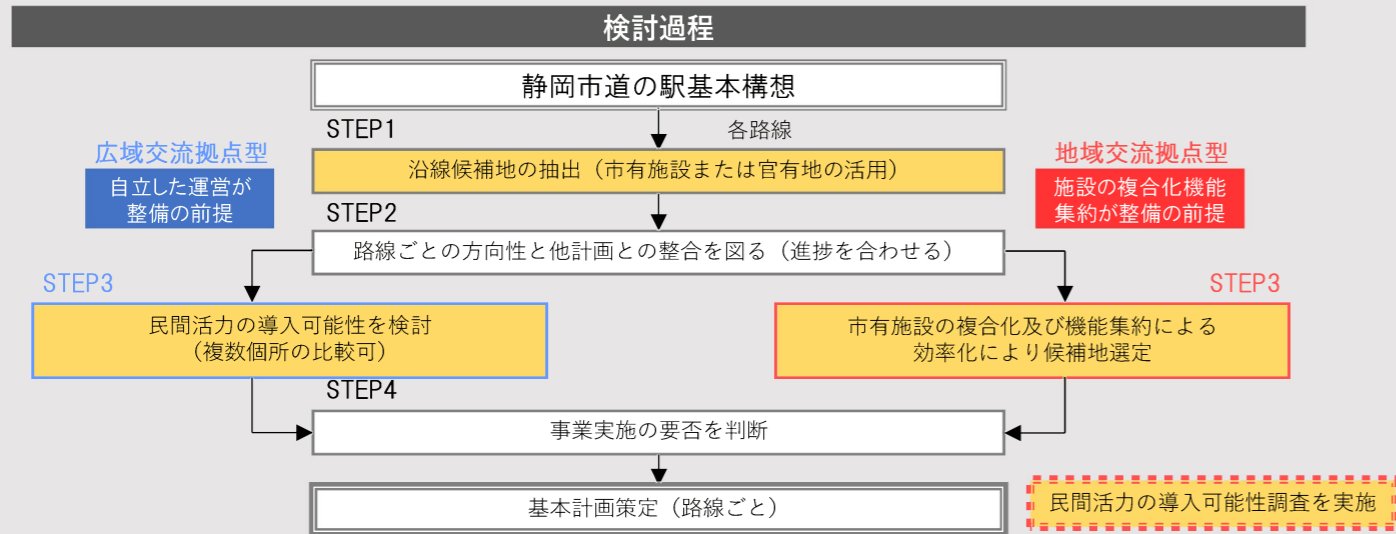 検討過程
静岡市道の駅基本構想
STEP1
各路線
広域交流拠点型
自立した運営が
整備の前提
沿線候補地の抽出（市有施設または官有地の活用）
地域交流拠点型
施設の複合化機能
集約が整備の前提
STEP2
路線ごとの方向性と他計画との整合を図る（進捗を合わせる）
STEP3
民間活力の導入可能性を検討
（複数個所の比較可）
STEP3
市有施設の複合化及び機能集約による
効率化により候補地選定
STEP4
事業実施の要否を判断
基本計画策定（路線ごと）
民間活力の導入可能性調査を実施